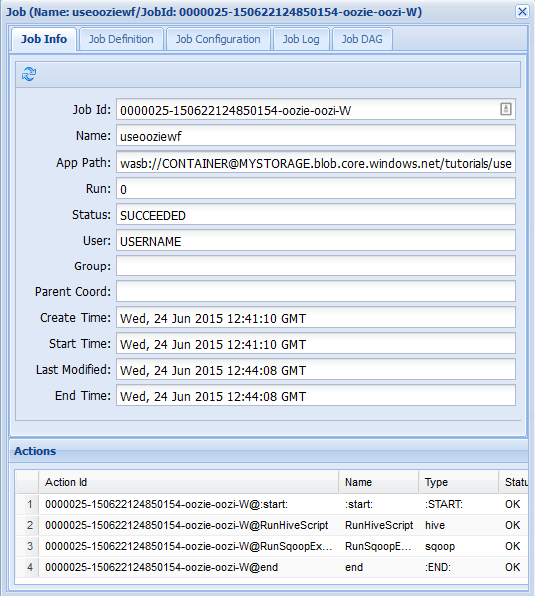 Job (Name: useooziewf/JobId: 0000025-150622124850154-oozie-oozi-W)
Job Info Job Definition Job Configuration Job Log Job DAG
Job Id: 0000025-150622124850154-oozie-oozi-W
Name: useooziewf
App Path: wasb://CONTAINER@MYSTORAGE.blob.core.windows.net/tutorials/use
Run: 0
Status: SUCCEEDED
User: USERNAME
Group:
Parent Coord:
Create Time: Wed, 24 Jun 2015 12:41:10 GMT
Start Time: Wed, 24 Jun 2015 12:41:10 GMT
Last Modified: Wed, 24 Jun 2015 12:44:08 GMT
End Time: Wed, 24 Jun 2015 12:44:08 GMT
Actions
Action Id Name Type Statu
1 0000025-150622124850154-oozie-oozi-W@:start: :start: :START: OK
2 0000025-150622124850154-oozie-oozi-W@RunHiveScript RunHiveScript hive OK
3 0000025-150622124850154-oozie-oozi-W@RunSqoopEx... RunSqoopE... sqoop OK
4 0000025-150622124850154-oozie-oozi-W@end end :END: OK